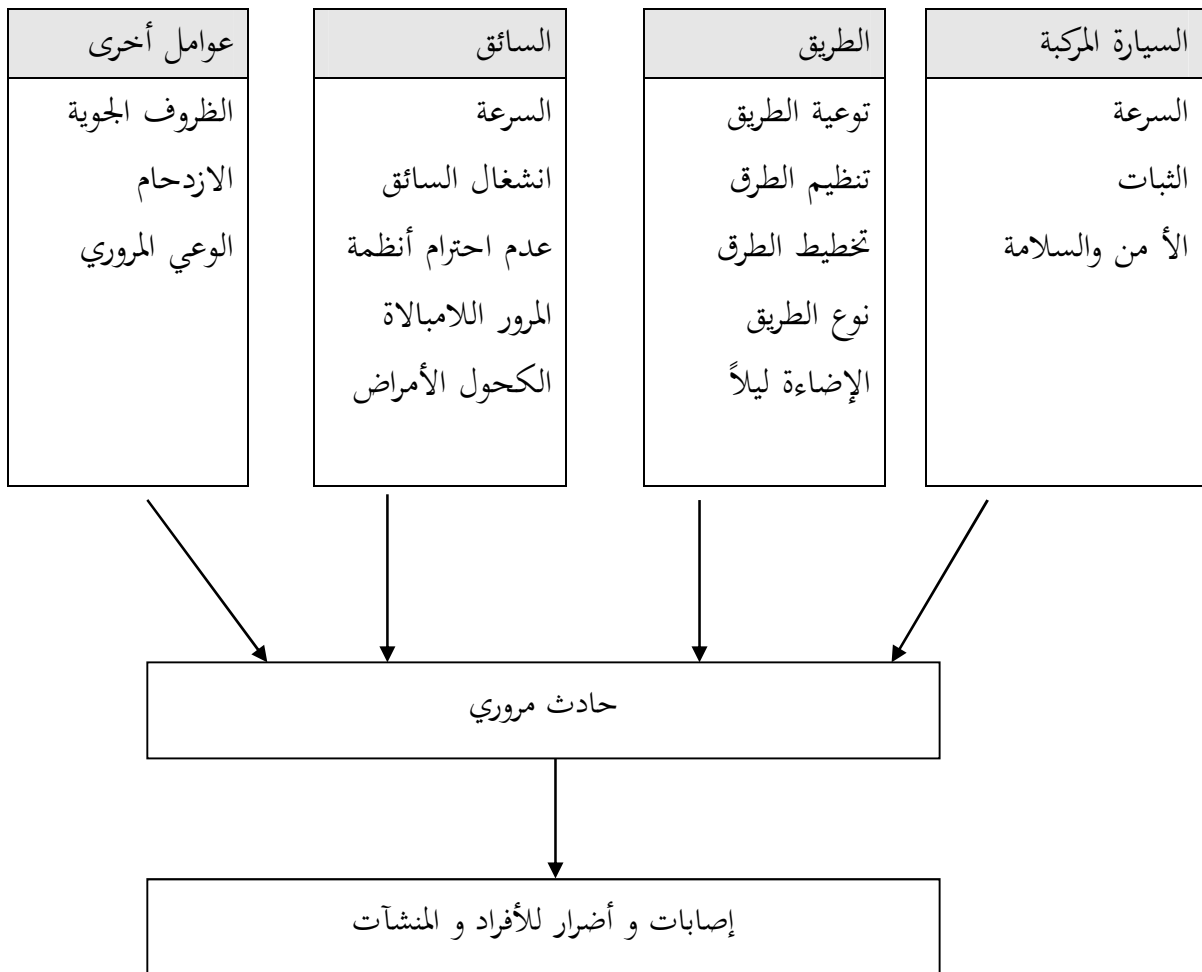 السيارة المركبة
السرعة
الثبات
الأ من والسلامة
الطريق
توعية الطريق
تنظيم الطرق
تخطيط الطرق
نوع الطريق
الإضاءة ليلاً
السائق
السرعة
انشغال السائق
عدم احترام أنظمة
المرور اللامبالاة
الكحول الأمراض
عوامل أخرى
الظروف الجوية
الازدحام
الوعي المروري
حادث مروري
إصابات و أضرار للأفراد و المنشآت